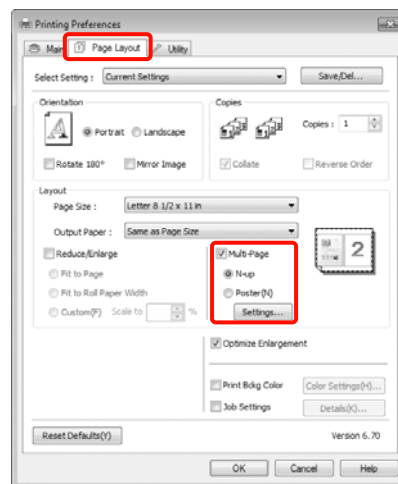 Printing Preferences
Main Page Layout Utility
Select Setting : Current Settings Save/Del...
Orientation
Portrait Landscape
Rotate 180° Mirror Image
Copies
Copies : 1
Collate Reverse Order
Layout
Page Size : Letter 8 1/2 x 11 in
Output Paper : Same as Page Size
Reduce/Enlarge
Fit to Page
Fit to Roll Paper Width
Custom(F) Scale to %
Multi-Page
N-up
Poster(N)
Settings...
2
Optimize Enlargement
Print Bckg Color Color Settings(H)...
Job Settings Details(K)...
Reset Defaults(Y) Version 6.70
OK Cancel Help